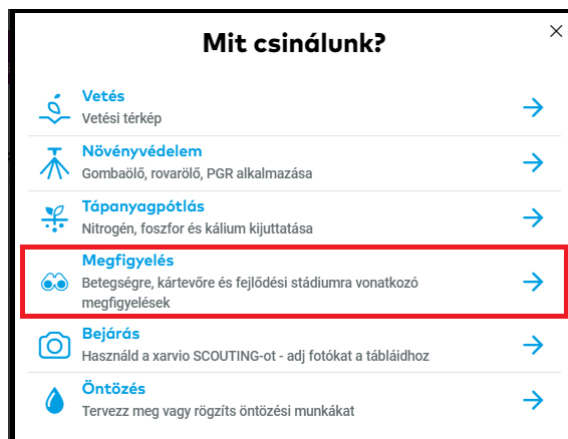 Mit csinálunk?
Vetés
Vetési térkép
Növényvédelem
Gombaölő, rovarölő, PGR alkalmazása
Tápanyagpótlás
Nitrogén, foszfor és kálium kijuttatása
Megfigyelés
Betegségre, kártevőre és fejlődési stádiumra vonatkozó
megfigyelések
Bejárás
Használd a xarvio SCOUTING-ot - adj fotókat a tábláidhoz
Öntözés
Tervezz meg vagy rögzíts öntözési munkákat